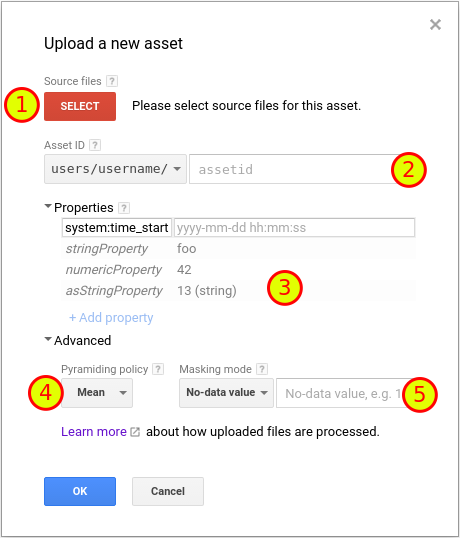 Upload a new asset
Source files ?
1 SELECT Please select source files for this asset.
Asset ID ?
users/username/ assetid 2
Properties ?
system:time_start yyyy-mm-dd hh:mm:ss
stringProperty foo
numericProperty 42
asStringProperty 13 (string) 3
+ Add property
Advanced
Pyramiding policy ? Masking mode ?
4 Mean No-data value No-data value, e.g. 5
Learn more about how uploaded files are processed.
OK Cancel